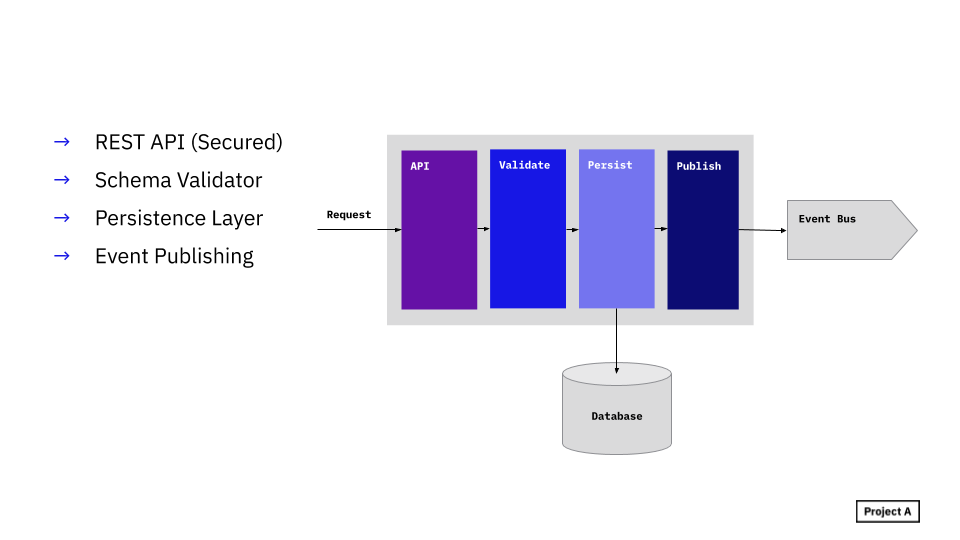 → REST API (Secured)
→ Schema Validator
→ Persistence Layer
→ Event Publishing
Request
API
Validate
Persist
Publish
Event Bus
Database
Project A